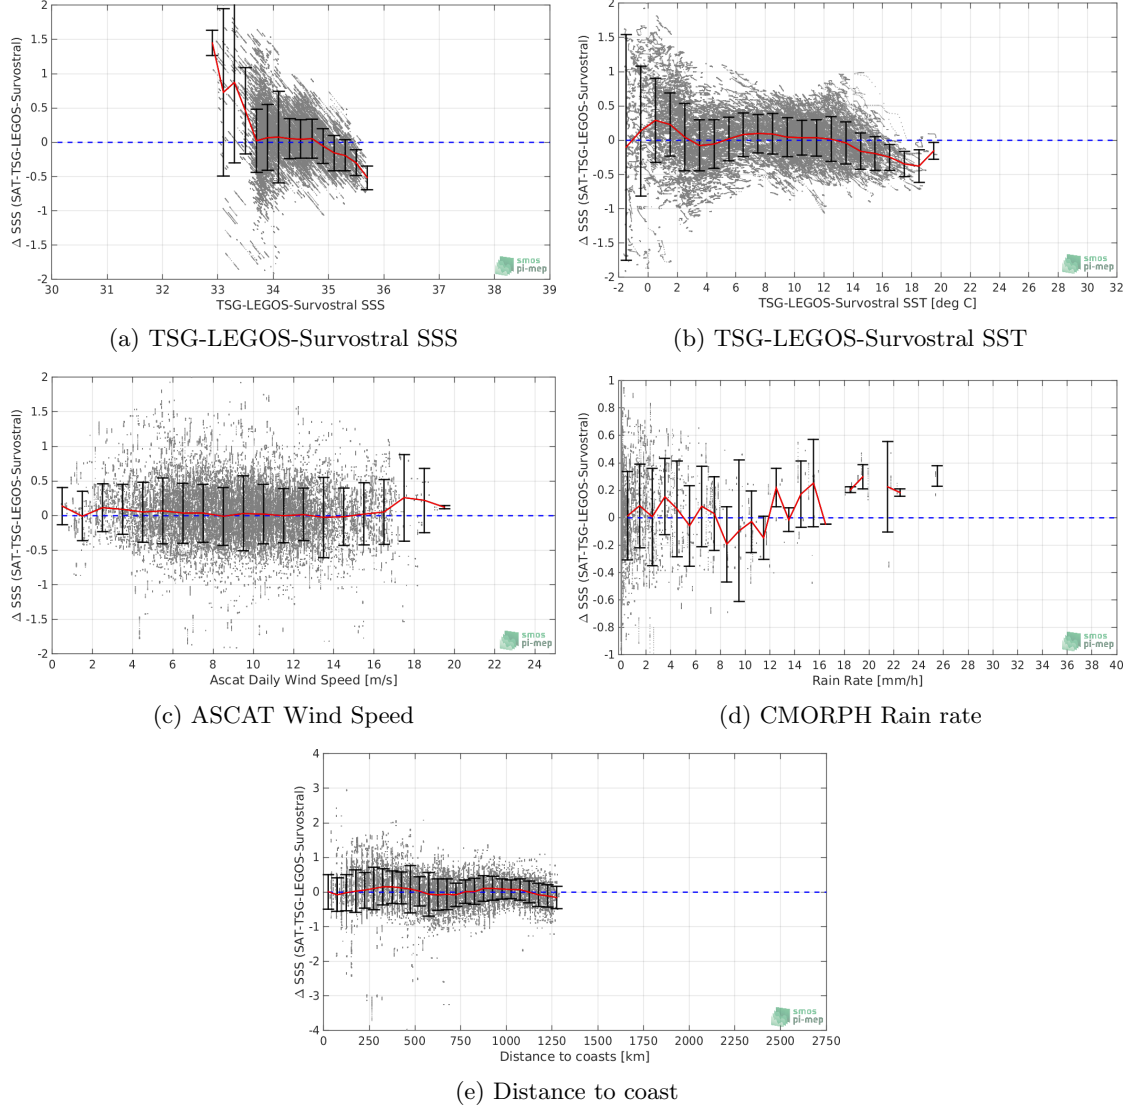 Δ SSS (SAT-TSG-LEGOS-Survostral)
2
1.5
1
0.5
0
-0.5
-1
-1.5
-2
30 31 32 33 34 35 36 37 38 39
TSG-LEGOS-Survostral SSS
smos
pi-mep
(a) TSG-LEGOS-Survostral SSS
Δ SSS (SAT-TSG-LEGOS-Survostral)
2
1.5
1
0.5
0
-0.5
-1
-1.5
-2
-2 0 2 4 6 8 10 12 14 16 18 20 22 24 26 28 30 32
TSG-LEGOS-Survostral SST [deg C]
smos
pi-mep
(b) TSG-LEGOS-Survostral SST
Δ SSS (SAT-TSG-LEGOS-Survostral)
2
1.5
1
0.5
0
-0.5
-1
-1.5
-2
0 2 4 6 8 10 12 14 16 18 20 22 24
Ascat Daily Wind Speed [m/s]
smos
pi-mep
(c) ASCAT Wind Speed
Δ SSS (SAT-TSG-LEGOS-Survostral)
1
0.8
0.6
0.4
0.2
0
-0.2
-0.4
-0.6
-0.8
-1
0 2 4 6 8 10 12 14 16 18 20 22 24 26 28 30 32 34 36 38 40
Rain Rate [mm/h]
smos
pi-mep
(d) CMORPH Rain rate
Δ SSS (SAT-TSG-LEGOS-Survostral)
4
3
2
1
0
-1
-2
-3
-4
0 250 500 750 1000 1250 1500 1750 2000 2250 2500 2750
Distance to coasts [km]
smos
pi-mep
(e) Distance to coast